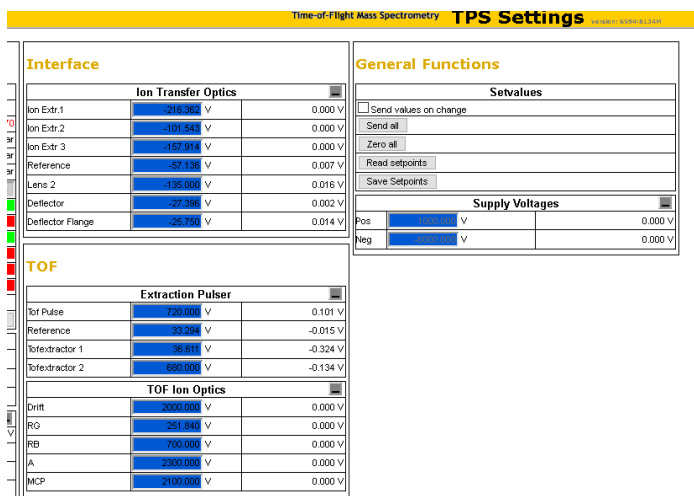 Time-of-Flight Mass Spectrometry TPS Settings version: 6594:8134M
Interface
Ion Transfer Optics
Ion Extr.1 -216.362 V 0.000 V
Ion Extr.2 -101.543 V 0.000 V
Ion Extr 3 -157.914 V 0.000 V
Reference -57.136 V 0.007 V
Lens 2 -135.000 V 0.016 V
Deflector -27.396 V 0.002 V
Deflector Flange -25.750 V 0.014 V
TOF
Extraction Pulser
Tof Pulse 720.000 V 0.101 V
Reference 33.294 V -0.015 V
Tofextractor 1 36.611 V -0.324 V
Tofextractor 2 680.000 V -0.134 V
TOF Ion Optics
Drift 2000.000 V 0.000 V
RG 251.840 V 0.000 V
RB 700.000 V 0.000 V
A 2300.000 V 0.000 V
MCP 2100.000 V 0.000 V
General Functions
Setvalues
Send values on change
Send all
Zero all
Read setpoints
Save Setpoints
Supply Voltages
Pos 1000.000 V 0.000 V
Neg -6000.000 V 0.000 V